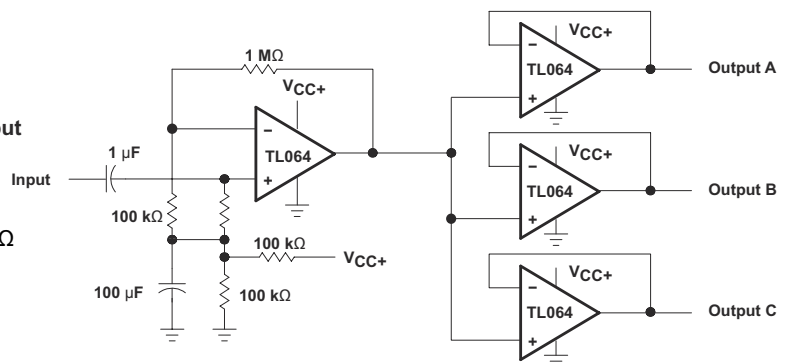 1 MΩ
VCC+
−
TL064
+
1 µF
Input
100 kΩ
100 kΩ
VCC+
100 µF
100 kΩ
VCC+
−
TL064
+
Output A
VCC+
−
TL064
+
Output B
VCC+
−
TL064
+
Output C
Ω